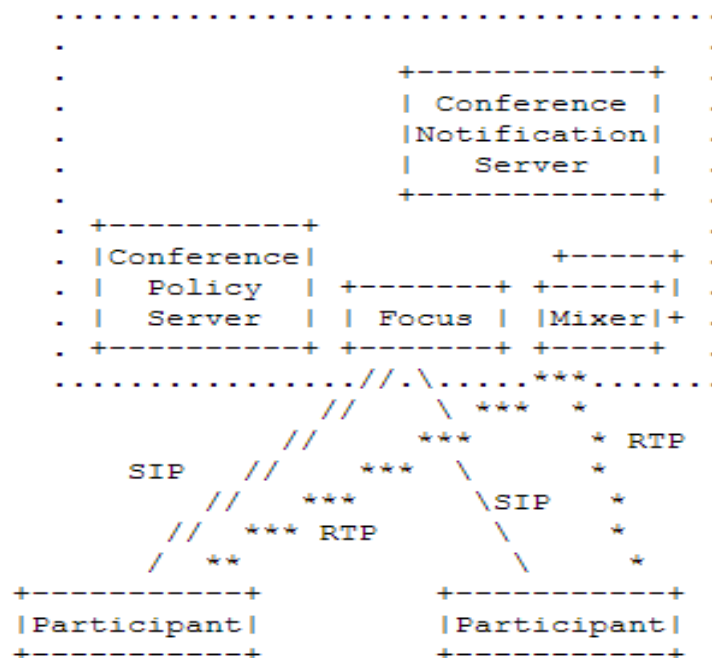 Conference
Notification
Server
Conference
Policy
Server
Focus
Mixer
RTP
SIP
SIP
RTP
Participant
Participant